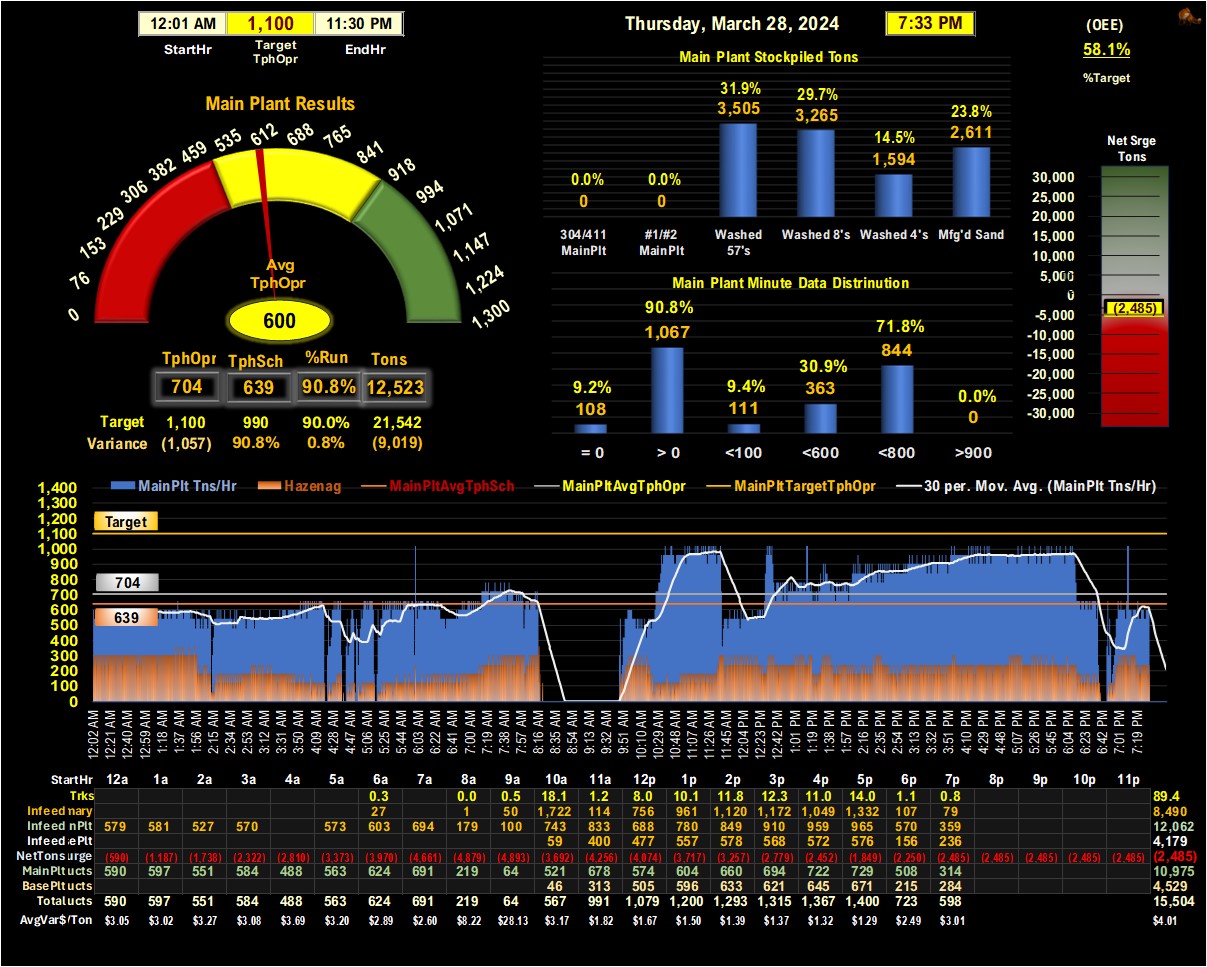 12:01 AM 1,100 11:30 PM
StartHr Target TphOpr EndHr
Thursday, March 28, 2024 7:33 PM
(OEE)
58.1%
%Target
Main Plant Results
0 76 153 229 306 382 459 535 612 688 765 841 918 994 1,071 1,147 1,224 1,300
Avg
TphOpr
600
TphOpr TphSch %Run Tons
704 639 90.8% 12,523
Target 1,100 990 90.0% 21,542
Variance (1,057) 90.8% 0.8% (9,019)
Main Plant Stockpiled Tons
0.0% 0.0% 31.9% 29.7% 14.5% 23.8%
0 0 3,505 3,265 1,594 2,611
304/411 MainPlt #1/#2 MainPlt Washed 57's Washed 8's Washed 4's Mfg'd Sand
Main Plant Minute Data Distrinution
9.2% 90.8% 9.4% 30.9% 71.8% 0.0%
108 1,067 111 363 844 0
= 0 > 0 <100 <600 <800 >900
Net Srge
Tons
30,000
25,000
20,000
15,000
10,000
5,000
0
(2,485)
-5,000
-10,000
-15,000
-20,000
-25,000
-30,000
MainPlt Tns/Hr Hazenag MainPltAvgTphSch MainPltAvgTphOpr MainPltTargetTphOpr 30 per. Mov. Avg. (MainPlt Tns/Hr)
1,400
1,300
1,200
1,100
1,000
900
800
700
600
500
400
300
200
100
0
Target
704
639
12:02 AM 12:21 AM 12:40 AM 12:59 AM 1:18 AM 1:37 AM 1:56 AM 2:15 AM 2:34 AM 2:53 AM 3:12 AM 3:31 AM 3:50 AM 4:09 AM 4:28 AM 4:47 AM 5:06 AM 5:25 AM 5:44 AM 6:03 AM 6:22 AM 6:41 AM 7:00 AM 7:19 AM 7:38 AM 7:57 AM 8:16 AM 8:35 AM 8:54 AM 9:13 AM 9:32 AM 9:51 AM 10:10 AM 10:29 AM 10:48 AM 11:07 AM 11:26 AM 11:45 AM 12:04 PM 12:23 PM 12:42 PM 1:01 PM 1:19 PM 1:38 PM 1:57 PM 2:16 PM 2:35 PM 2:54 PM 3:13 PM 3:32 PM 3:51 PM 4:10 PM 4:29 PM 4:48 PM 5:07 PM 5:26 PM 5:45 PM 6:04 PM 6:23 PM 6:42 PM 7:01 PM 7:19 PM
StartHr 12a 1a 2a 3a 4a 5a 6a 7a 8a 9a 10a 11a 12p 1p 2p 3p 4p 5p 6p 7p 8p 9p 10p 11p
Trks 0.3 0.0 0.5 18.1 1.2 8.0 10.1 11.8 12.3 11.0 14.0 1.1 0.8 89.4
Infeed nary 27 1 50 1,722 114 756 961 1,120 1,172 1,049 1,332 107 79 8,490
Infeed nPlt 579 581 527 570 573 603 694 179 100 743 833 688 780 849 910 959 965 570 359 12,062
Infeed ePlt 59 400 477 557 578 568 572 576 156 236 4,179
NetTons urge (590) (1,187) (1,738) (2,322) (2,810) (3,373) (3,970) (4,661) (4,879) (4,893) (3,692) (4,256) (4,074) (3,717) (3,257) (2,779) (2,452) (1,849) (2,250) (2,485) (2,485) (2,485) (2,485) (2,485) (2,485)
MainPlt ucts 590 597 551 584 488 563 624 691 219 64 521 678 574 604 660 694 722 729 508 314 10,975
BasePlt ucts 46 313 505 596 633 621 645 671 215 284 4,529
Total ucts 590 597 551 584 488 563 624 691 219 64 567 991 1,079 1,200 1,293 1,315 1,367 1,400 723 598 15,504
AvgVar$/Ton $3.05 $3.02 $3.27 $3.08 $3.69 $3.20 $2.89 $2.60 $8.22 $28.13 $3.17 $1.82 $1.67 $1.50 $1.39 $1.37 $1.32 $1.29 $2.49 $3.01 $4.01